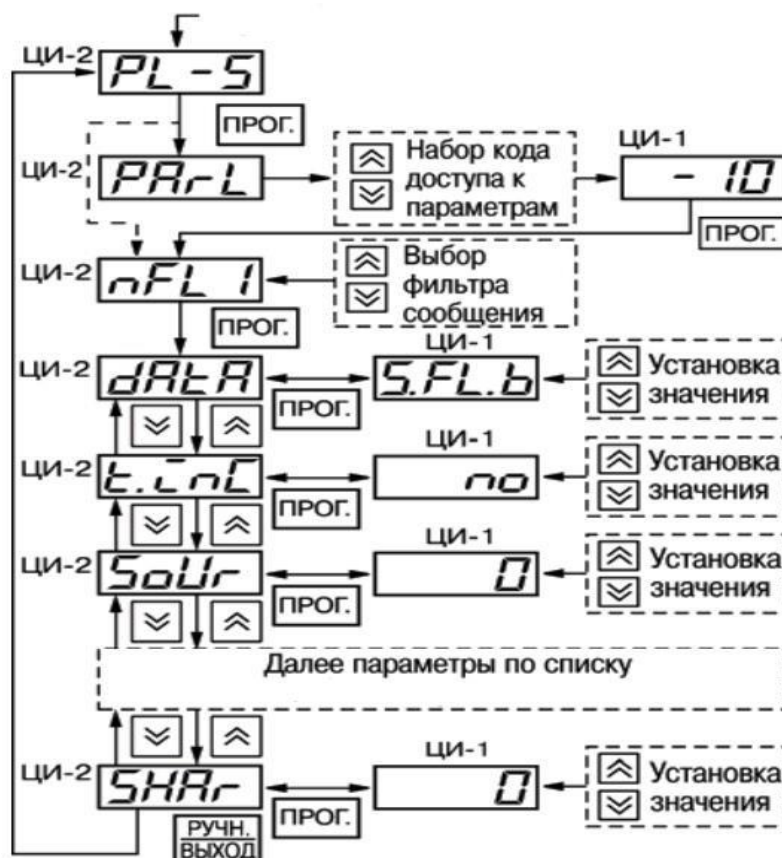 ЦИ-2 PL-5
ПРОГ.
ЦИ-2 PArL Набор кода доступа к параметрам ЦИ-1 - 10
ПРОГ.
ЦИ-2 nFL 1 Выбор фильтра сообщения
ПРОГ.
ЦИ-1
ЦИ-2 dAtA ПРОГ. S.FL.b Установка значения
ЦИ-1
ЦИ-2 t.inC ПРОГ. no Установка значения
ЦИ-1
ЦИ-2 SoUr ПРОГ. 0 Установка значения
Далее параметры по списку
ЦИ-1
ЦИ-2 SHAr ПРОГ. 0 Установка значения
РУЧН.
ВЫХОД